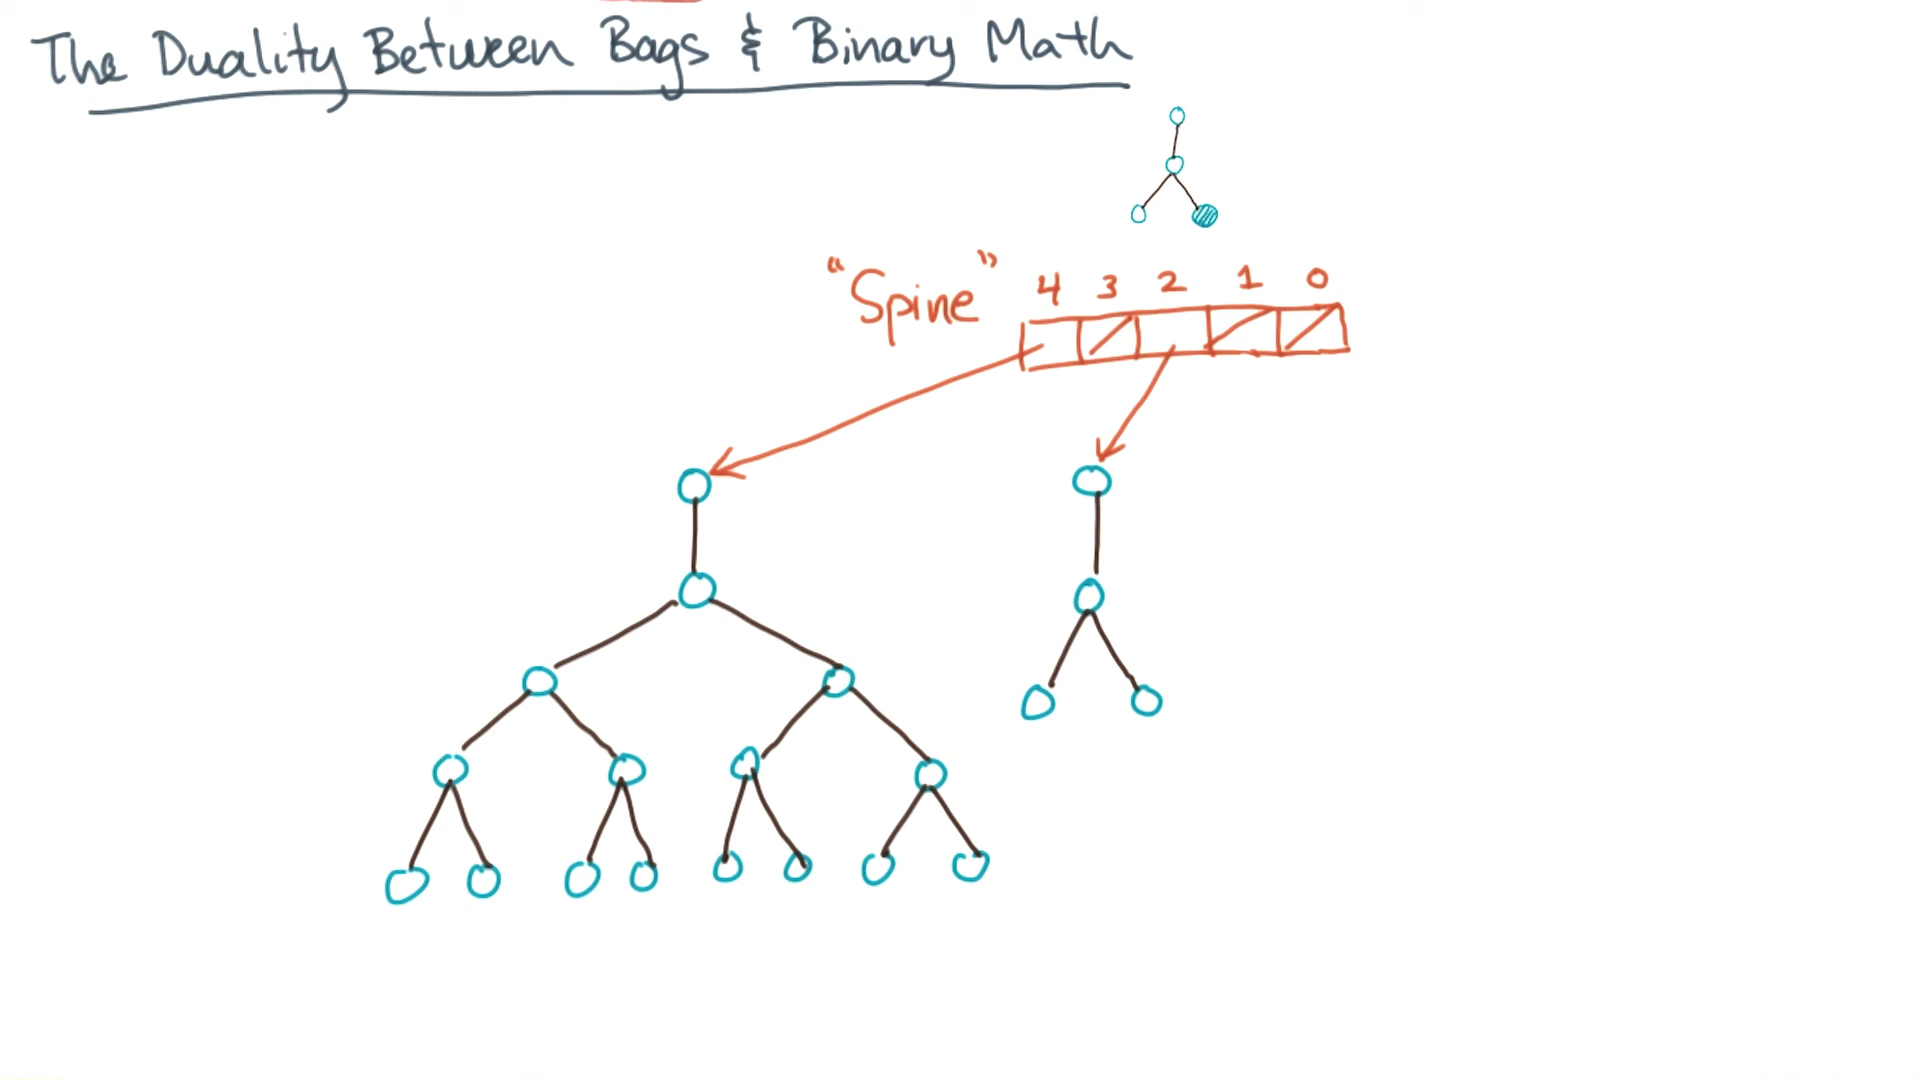 The Duality Between Bags & Binary Math
"Spine" 4 3 2 1 0